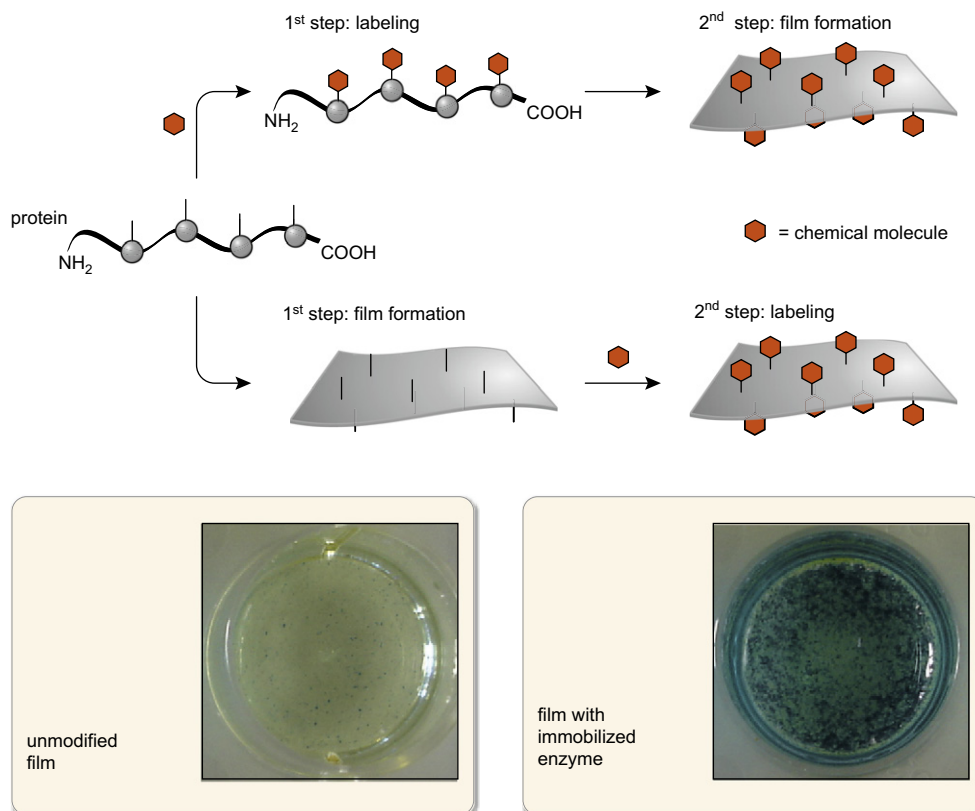 1st step: labeling
2nd step: film formation
NH2
COOH
protein
NH2
COOH
= chemical molecule
1st step: film formation
2nd step: labeling
unmodified
film
film with
immobilized
enzyme